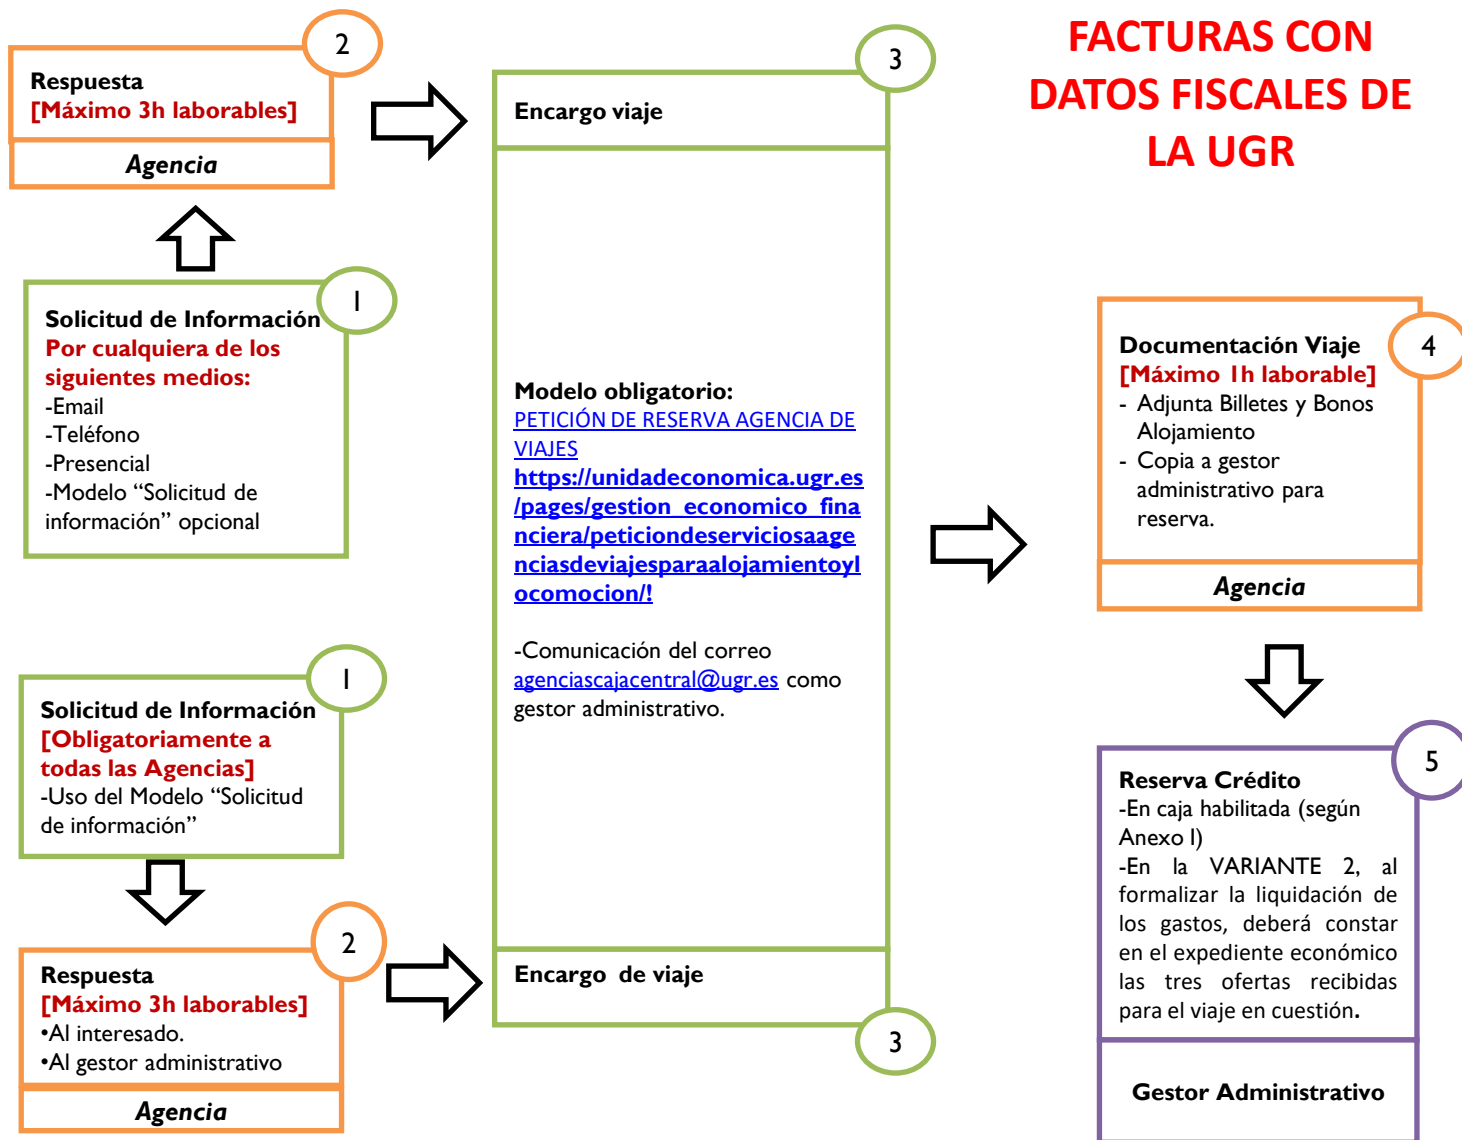 FACTURAS CON
DATOS FISCALES DE
LA UGR
2
Respuesta
[Máximo 3h laborables]
Agencia
1
Solicitud de Información
Por cualquiera de los
siguientes medios:
-Email
-Teléfono
-Presencial
-Modelo “Solicitud de
información” opcional
1
Solicitud de Información
[Obligatoriamente a
todas las Agencias]
-Uso del Modelo “Solicitud
de información”
2
Respuesta
[Máximo 3h laborables]
•Al interesado.
•Al gestor administrativo
Agencia
3
Encargo viaje
Modelo obligatorio:
PETICIÓN DE RESERVA AGENCIA DE
VIAJES
https://unidadeconomica.ugr.es
/pages/gestion_economico_fina
nciera/peticiondeserviciosaage
nciasdeviajesparaalojamientoyl
ocomocion/!
-Comunicación del correo
agenciascajacentral@ugr.es como
gestor administrativo.
Encargo de viaje
3
4
Documentación Viaje
[Máximo 1h laborable]
- Adjunta Billetes y Bonos
Alojamiento
- Copia a gestor
administrativo para
reserva.
Agencia
5
Reserva Crédito
-En caja habilitada (según
Anexo I)
-En la VARIANTE 2, al
formalizar la liquidación de
los gastos, deberá constar
en el expediente económico
las tres ofertas recibidas
para el viaje en cuestión.
Gestor Administrativo